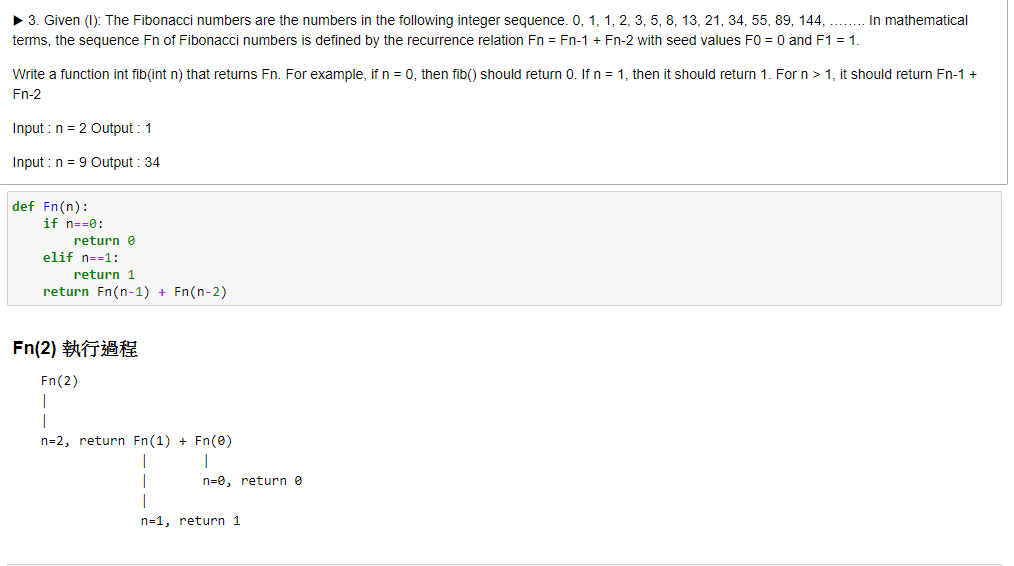 ► 3. Given (I): The Fibonacci numbers are the numbers in the following integer sequence. 0, 1, 1, 2, 3, 5, 8, 13, 21, 34, 55, 89, 144, …….. In mathematical
terms, the sequence Fn of Fibonacci numbers is defined by the recurrence relation Fn = Fn-1 + Fn-2 with seed values F0 = 0 and F1 = 1.
Write a function int fib(int n) that returns Fn. For example, if n = 0, then fib() should return 0. If n = 1, then it should return 1. For n > 1, it should return Fn-1 +
Fn-2
Input : n = 2 Output : 1
Input : n = 9 Output : 34
def Fn(n):
    if n==0:
        return 0
    elif n==1:
        return 1
    return Fn(n-1) + Fn(n-2)
Fn(2) 執行過程
Fn(2)
|
|
n=2, return Fn(1) + Fn(0)
            |       |
            |       n=0, return 0
            |
            n=1, return 1